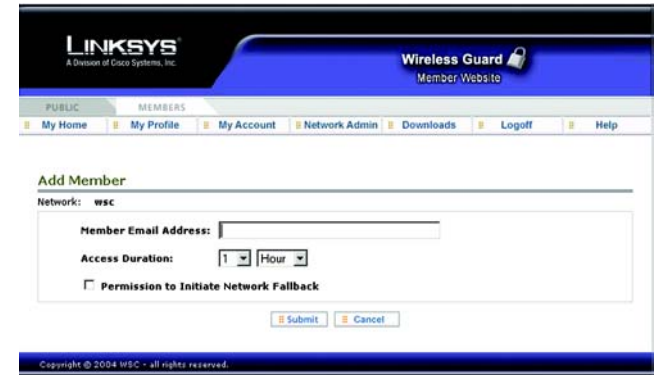 LINKSYS
A Division of Cisco Systems, Inc.
Wireless Guard
Member Website
PUBLIC MEMBERS
My Home My Profile My Account Network Admin Downloads Logoff Help
Add Member
Network: wsc
Member Email Address:
Access Duration: 1 Hour
Permission to Initiate Network Fallback
Submit Cancel
Copyright © 2004 WSC - all rights reserved.